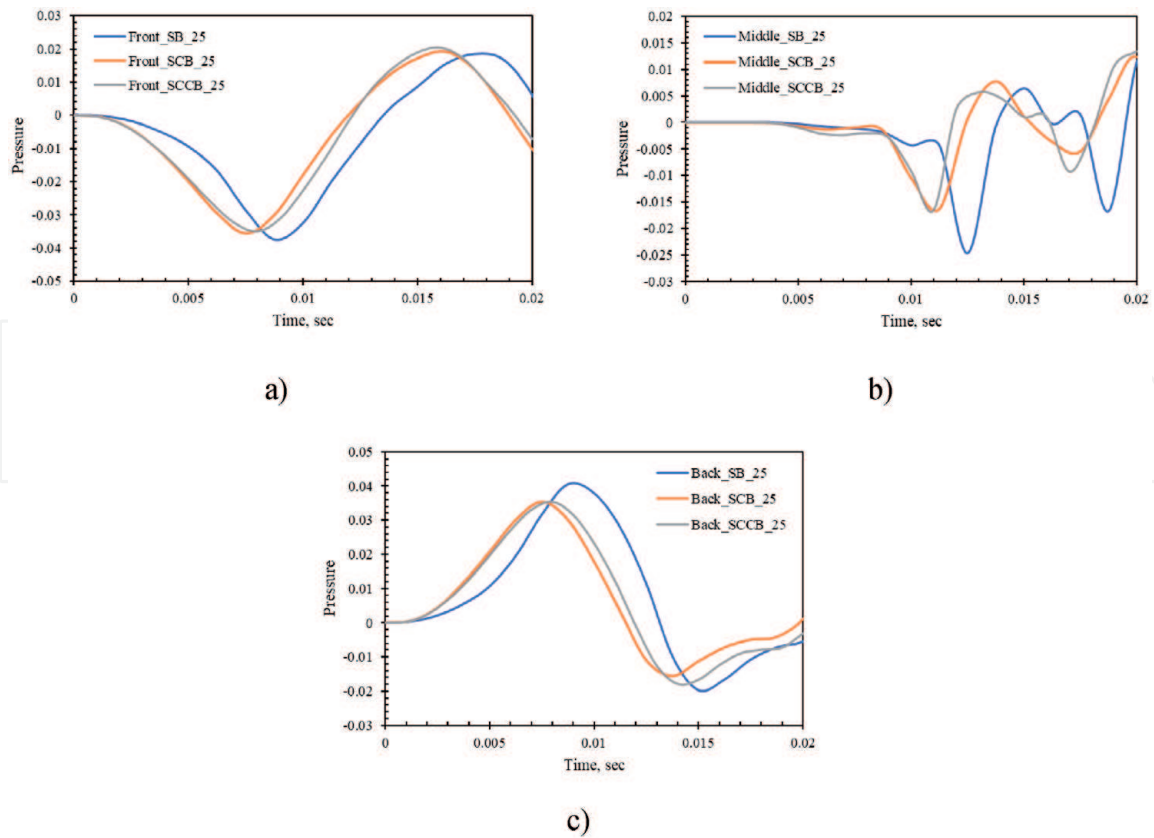 0.03
0.02
0.01
0
-0.01
-0.02
-0.03
-0.04
-0.05
Pressure
Front_SB_25
Front_SCB_25
Front_SCCB_25
0
0.005
0.01
0.015
0.02
Time, sec
a)
0.02
0.015
0.01
0.005
0
-0.005
-0.01
-0.015
-0.02
-0.025
-0.03
Pressure
Middle_SB_25
Middle_SCB_25
Middle_SCCB_25
0
0.005
0.01
0.015
0.02
Time, sec
b)
0.05
0.04
0.03
0.02
0.01
0
-0.01
-0.02
-0.03
Pressure
Back_SB_25
Back_SCB_25
Back_SCCB_25
0
0.005
0.01
0.015
0.02
Time, sec
c)